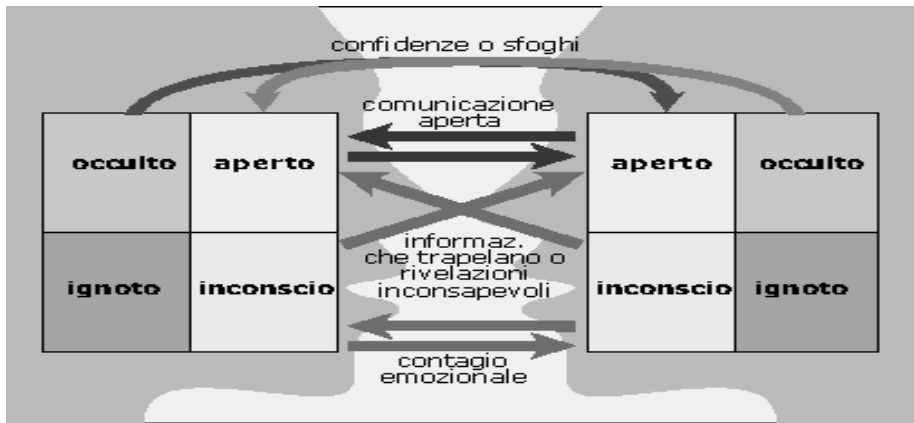 confidenze o sfoghi
comunicazione
aperta
occulto aperto aperto occulto
informaz.
che trapelano o
rivelazioni
inconsapevoli
ignoto inconscio inconscio ignoto
contagio
emozionale